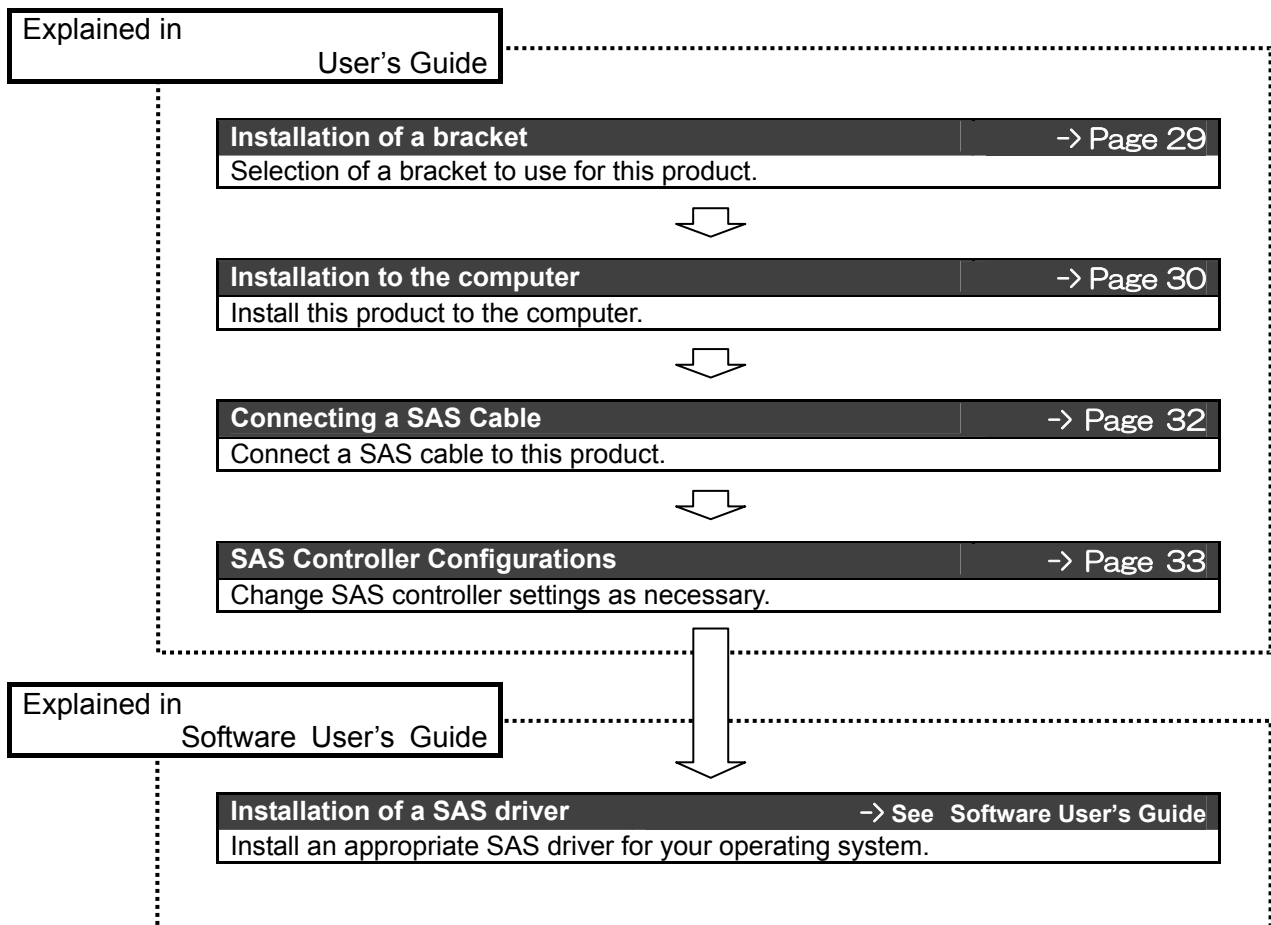 Explained in
User's Guide
Installation of a bracket -> Page 29
Selection of a bracket to use for this product.
Installation to the computer -> Page 30
Install this product to the computer.
Connecting a SAS Cable -> Page 32
Connect a SAS cable to this product.
SAS Controller Configurations -> Page 33
Change SAS controller settings as necessary.
Explained in
Software User's Guide
Installation of a SAS driver -> See Software User's Guide
Install an appropriate SAS driver for your operating system.